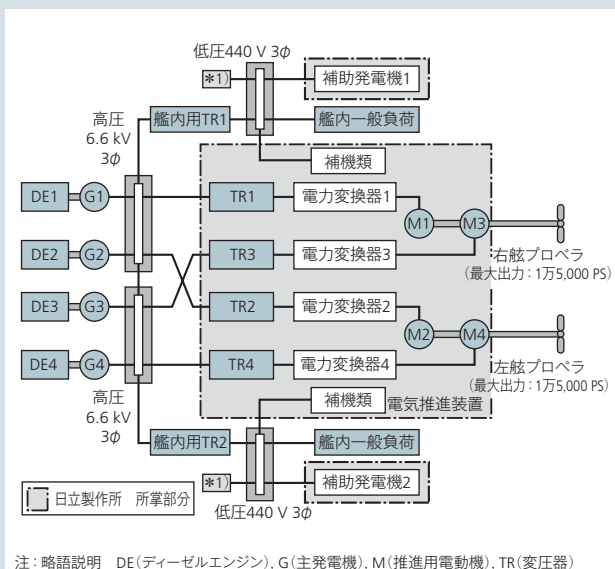 低圧440 V 3φ
*1)
補助発電機1
高圧
6.6 kV
3φ
艦内用TR1
艦内一般負荷
補機類
DE1
G1
TR1
電力変換器1
M1
M3
DE2
G2
TR3
電力変換器3
右舷プロペラ
(最大出力:1万5,000 PS)
DE3
G3
TR2
電力変換器2
M2
M4
DE4
G4
TR4
電力変換器4
左舷プロペラ
(最大出力:1万5,000 PS)
高圧
6.6 kV
3φ
補機類
電気推進装置
艦内用TR2
艦内一般負荷
*1)
補助発電機2
低圧440 V 3φ
日立製作所 所掌部分
注:略語説明 DE(ディーゼルエンジン),G(主発電機),M(推進用電動機),TR(変圧器)